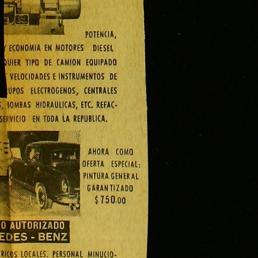 POTENCIA,
Y ECONOMIA EN MOTORES DIESEL
QUIER TIPO DE CAMION EQUIPADO
VELOCIDADES E INSTRUMENTOS DE
UPOS ELECTROGENOS, CENTRALES
S, BOMBAS HIDRAULICAS, ETC. REFAC-
SERVICIO EN TODA LA REPUBLICA.
AHORA COMO
OFERTA ESPECIAL:
PINTURA GENERAL
GARANTIZADO
$750.00
O AUTORIZADO
EDES - BENZ
RICOS LOCALES, PERSONAL MINUCIO-